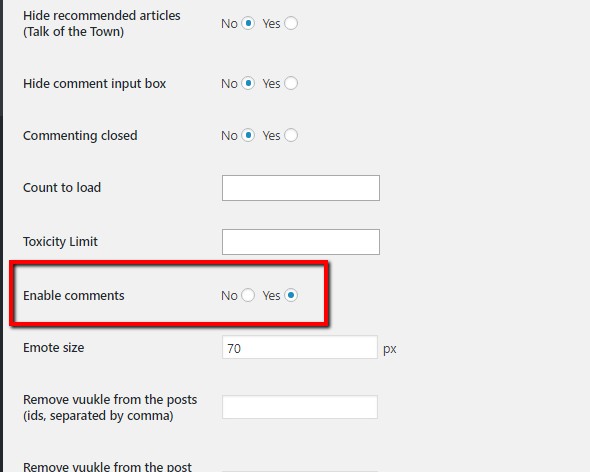 Hide recommended articles
(Talk of the Town)
No Yes
Hide comment input box
No Yes
Commenting closed
No Yes
Count to load
Toxicity Limit
Enable comments
No Yes
Emote size
70 px
Remove vuukle from the posts
(ids, separated by comma)
Remove vuukle from the post